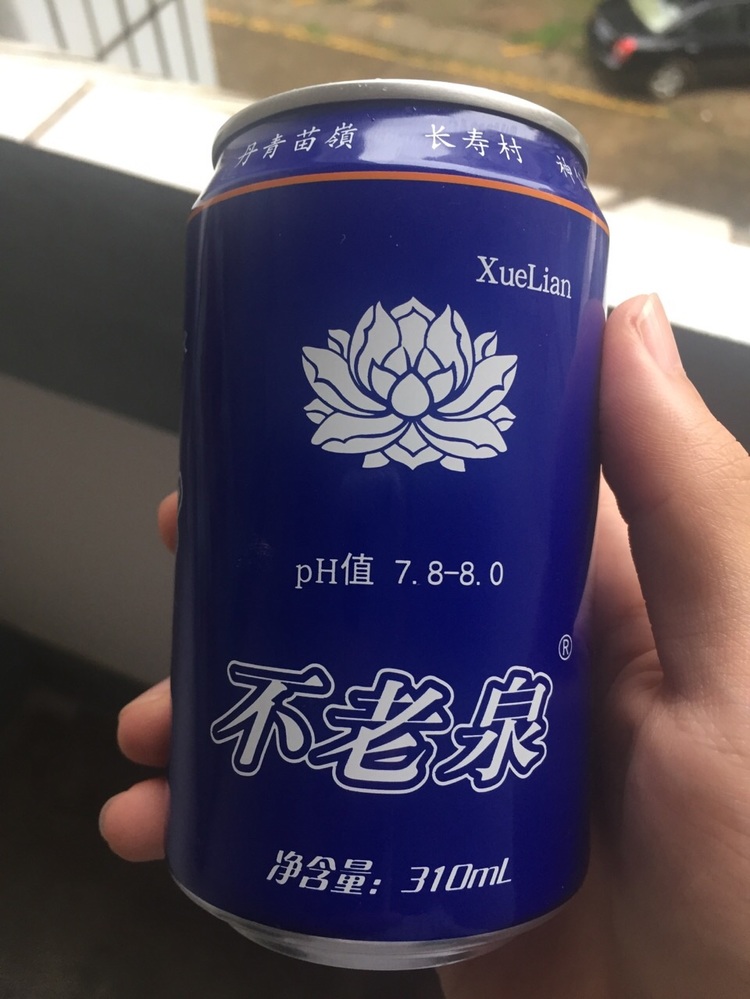 丹青苗嶺 长寿村 神
XueLian
pH值 7.8-8.0
®
不老泉
净含量：310mL